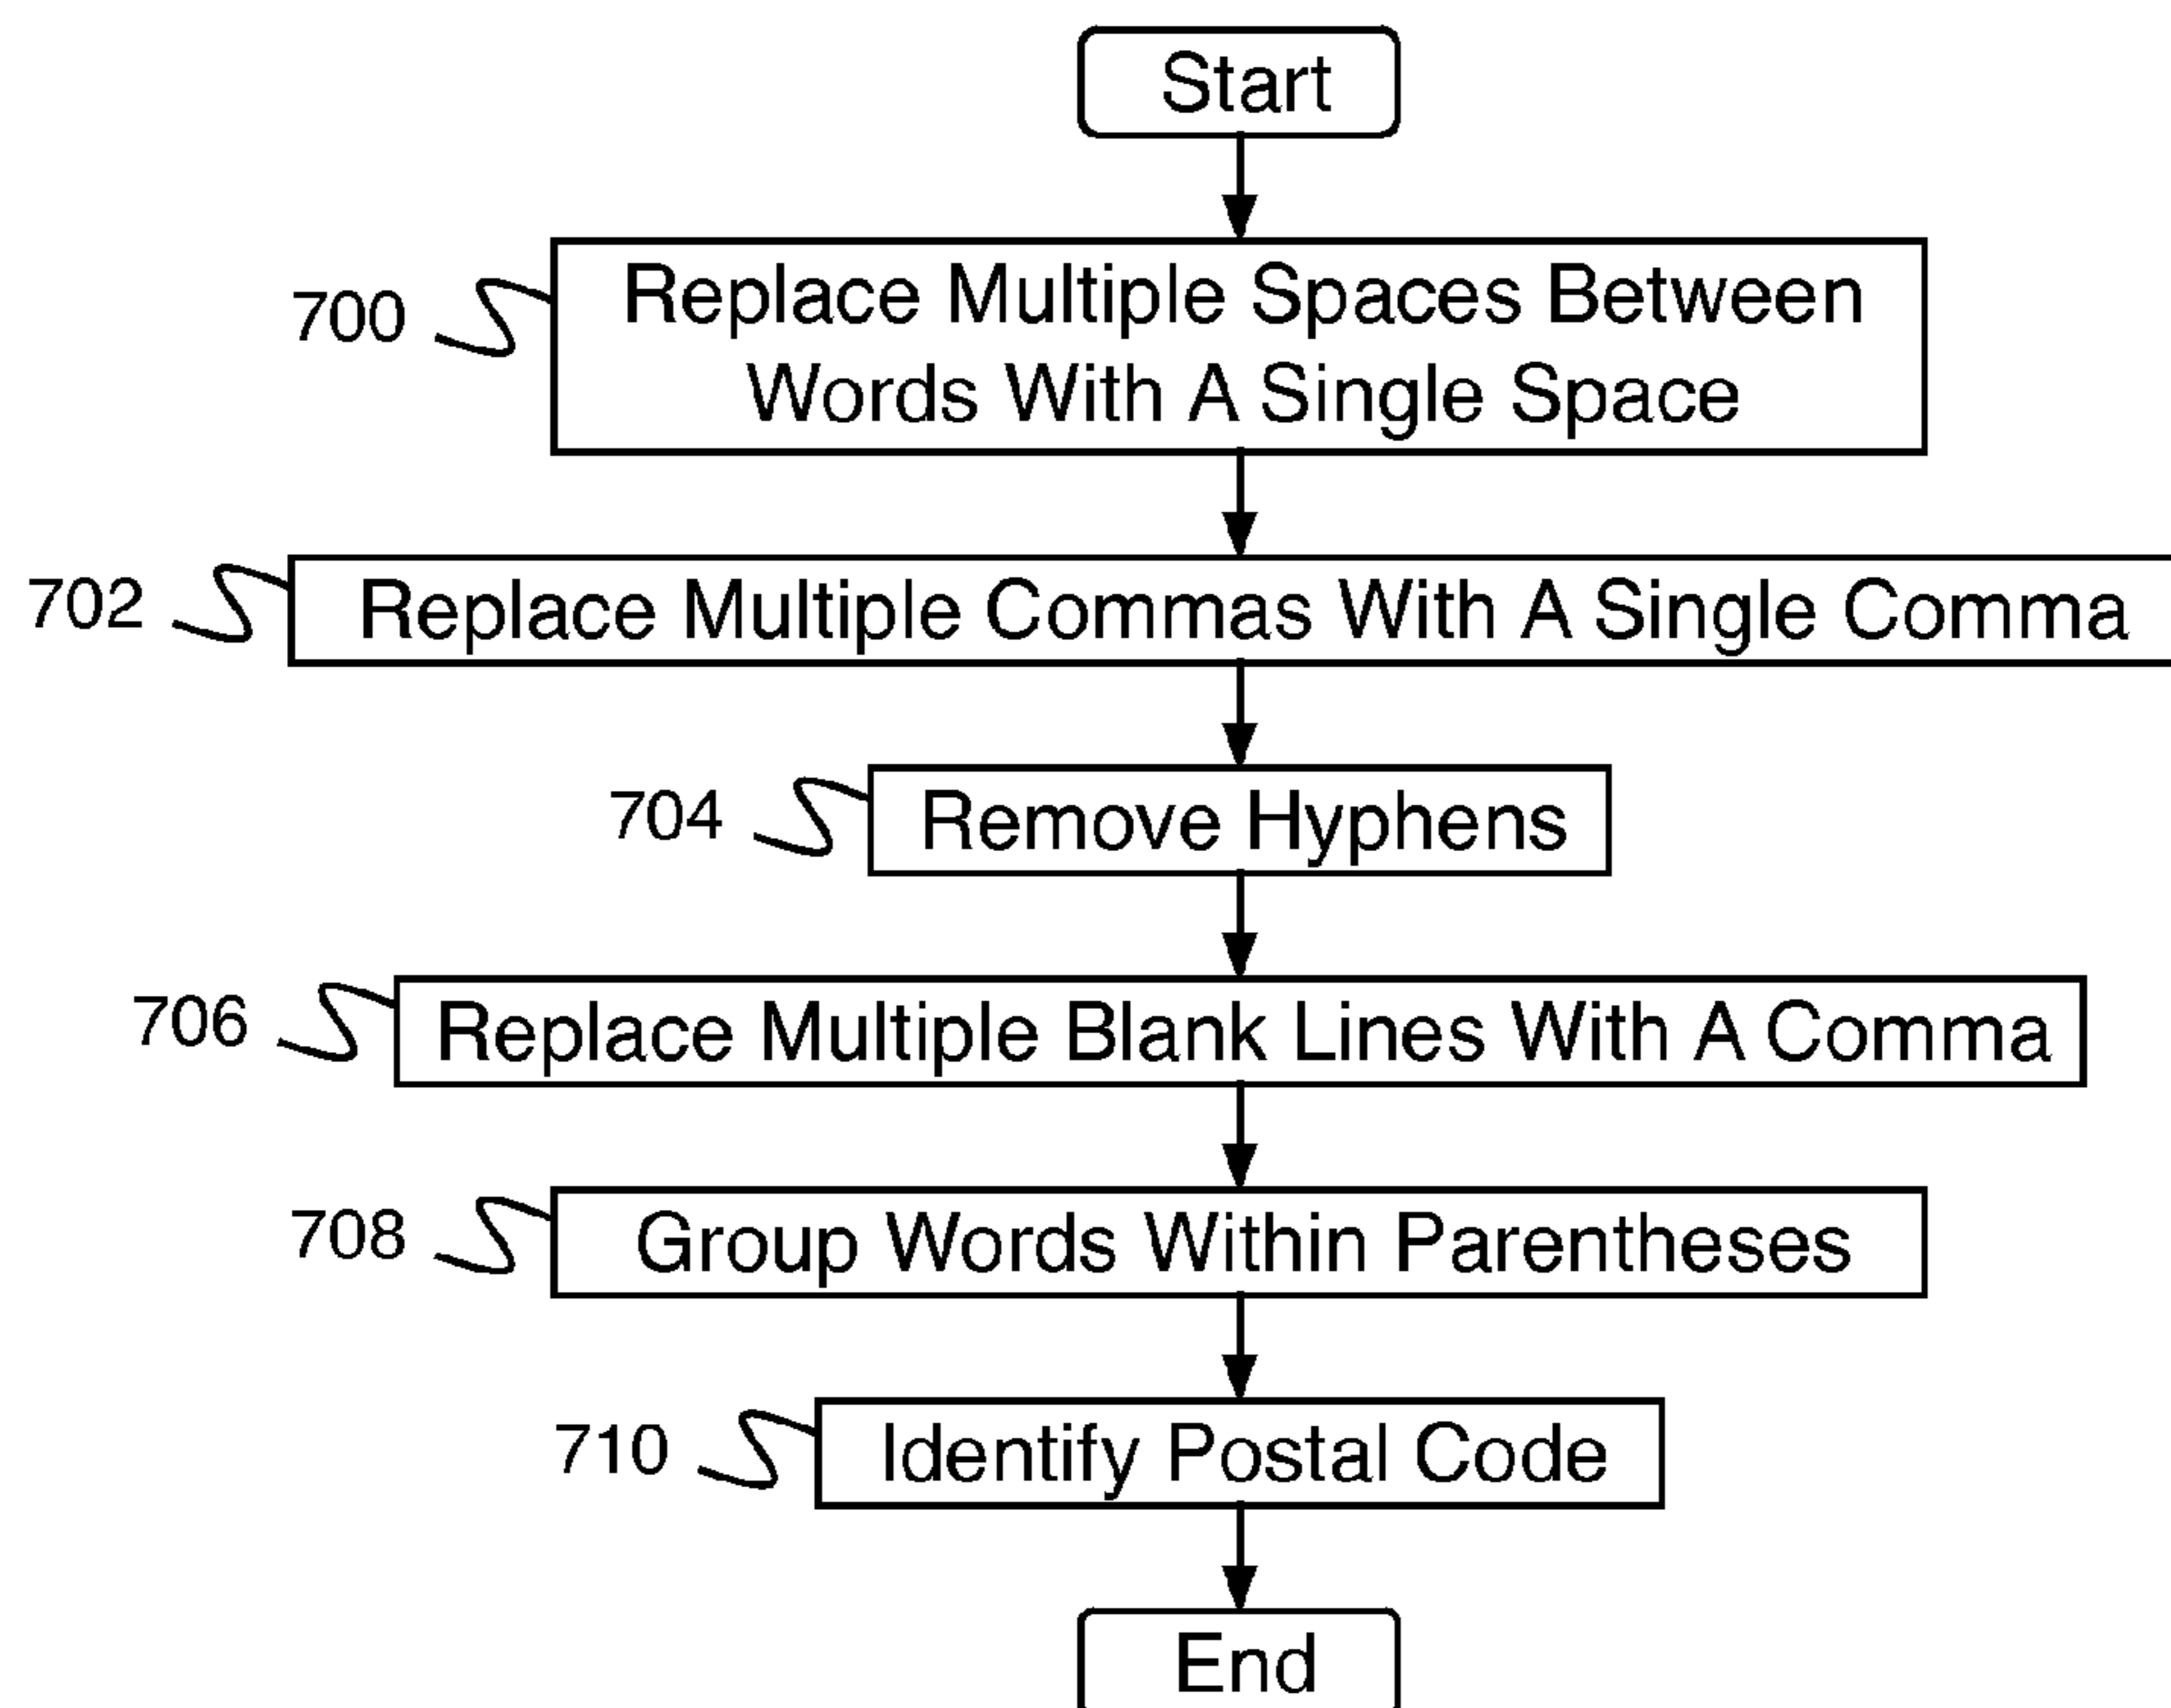 Start
700
Replace Multiple Spaces Between
Words With A Single Space
702
Replace Multiple Commas With A Single Comma
704
Remove Hyphens
706
Replace Multiple Blank Lines With A Comma
708
Group Words Within Parentheses
710
Identify Postal Code
End